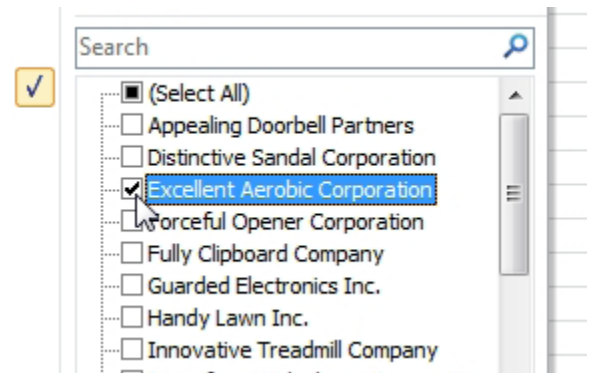 Search
(Select All)
Appealing Doorbell Partners
Distinctive Sandal Corporation
Excellent Aerobic Corporation
Forceful Opener Corporation
Fully Clipboard Company
Guarded Electronics Inc.
Handy Lawn Inc.
Innovative Treadmill Company